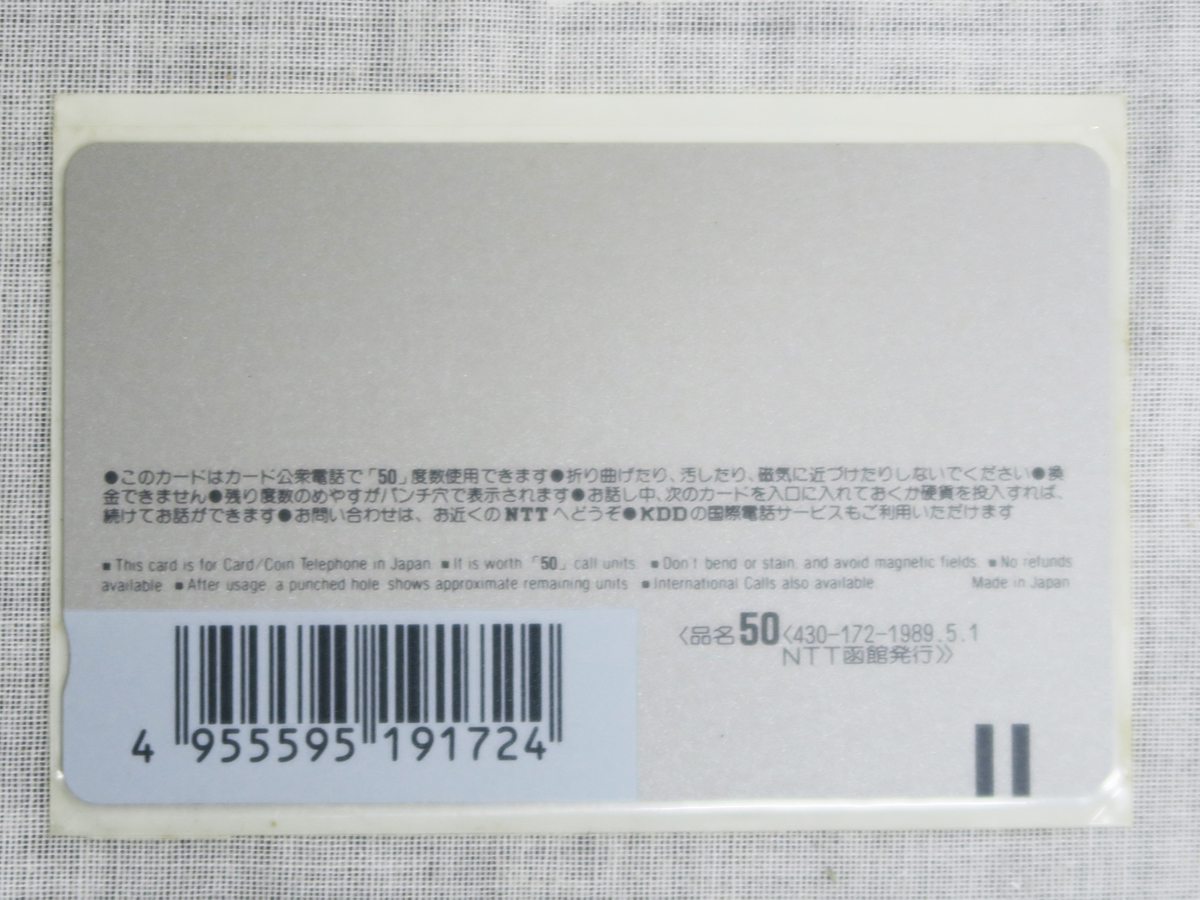 ●このカードはカード公衆電話で「50」度数使用できます●折り曲げたり、汚したり、磁気に近づけたりしないでください●換
金できません●残り度数のめやすがパンチ穴で表示されます●お話し中、次のカードを入口に入れておくか硬貨を投入すれば、
続けてお話ができます●お問い合わせは、お近くのNTTへどうぞ●KDDの国際電話サービスもご利用いただけます
■This card is for Card/Coin Telephone in Japan ■It is worth 「50」 call units ■Don't bend or stain, and avoid magnetic fields. ■No refunds
available ■After usage, a punched hole shows approximate remaining units ■International Calls also available. Made in Japan
〈品名50〈430-172-1989.5.1
NTT函館発行》
4 955595 191724